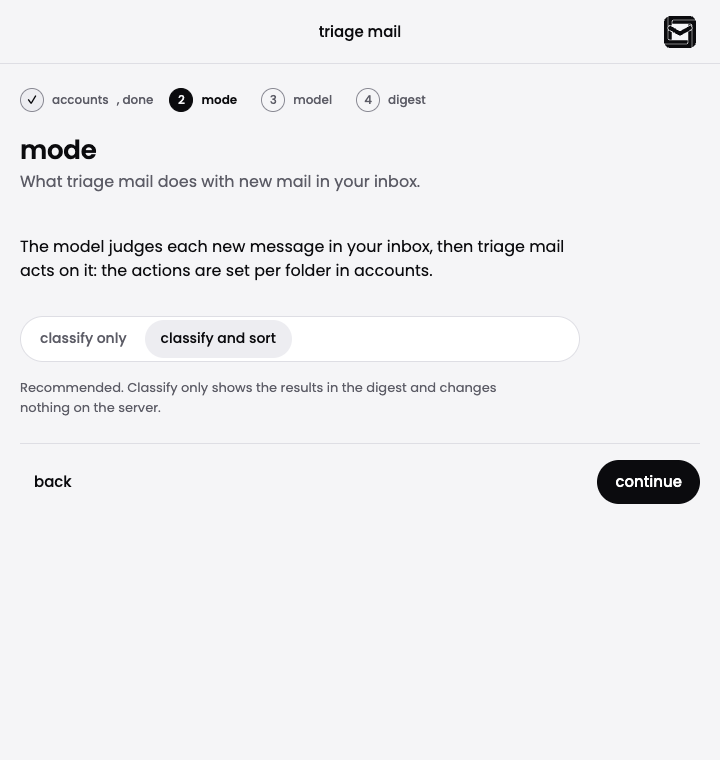 triage mail
accounts , done 2 mode 3 model 4 digest
mode
What triage mail does with new mail in your inbox.
The model judges each new message in your inbox, then triage mail
acts on it: the actions are set per folder in accounts.
classify only classify and sort
Recommended. Classify only shows the results in the digest and changes
nothing on the server.
back continue